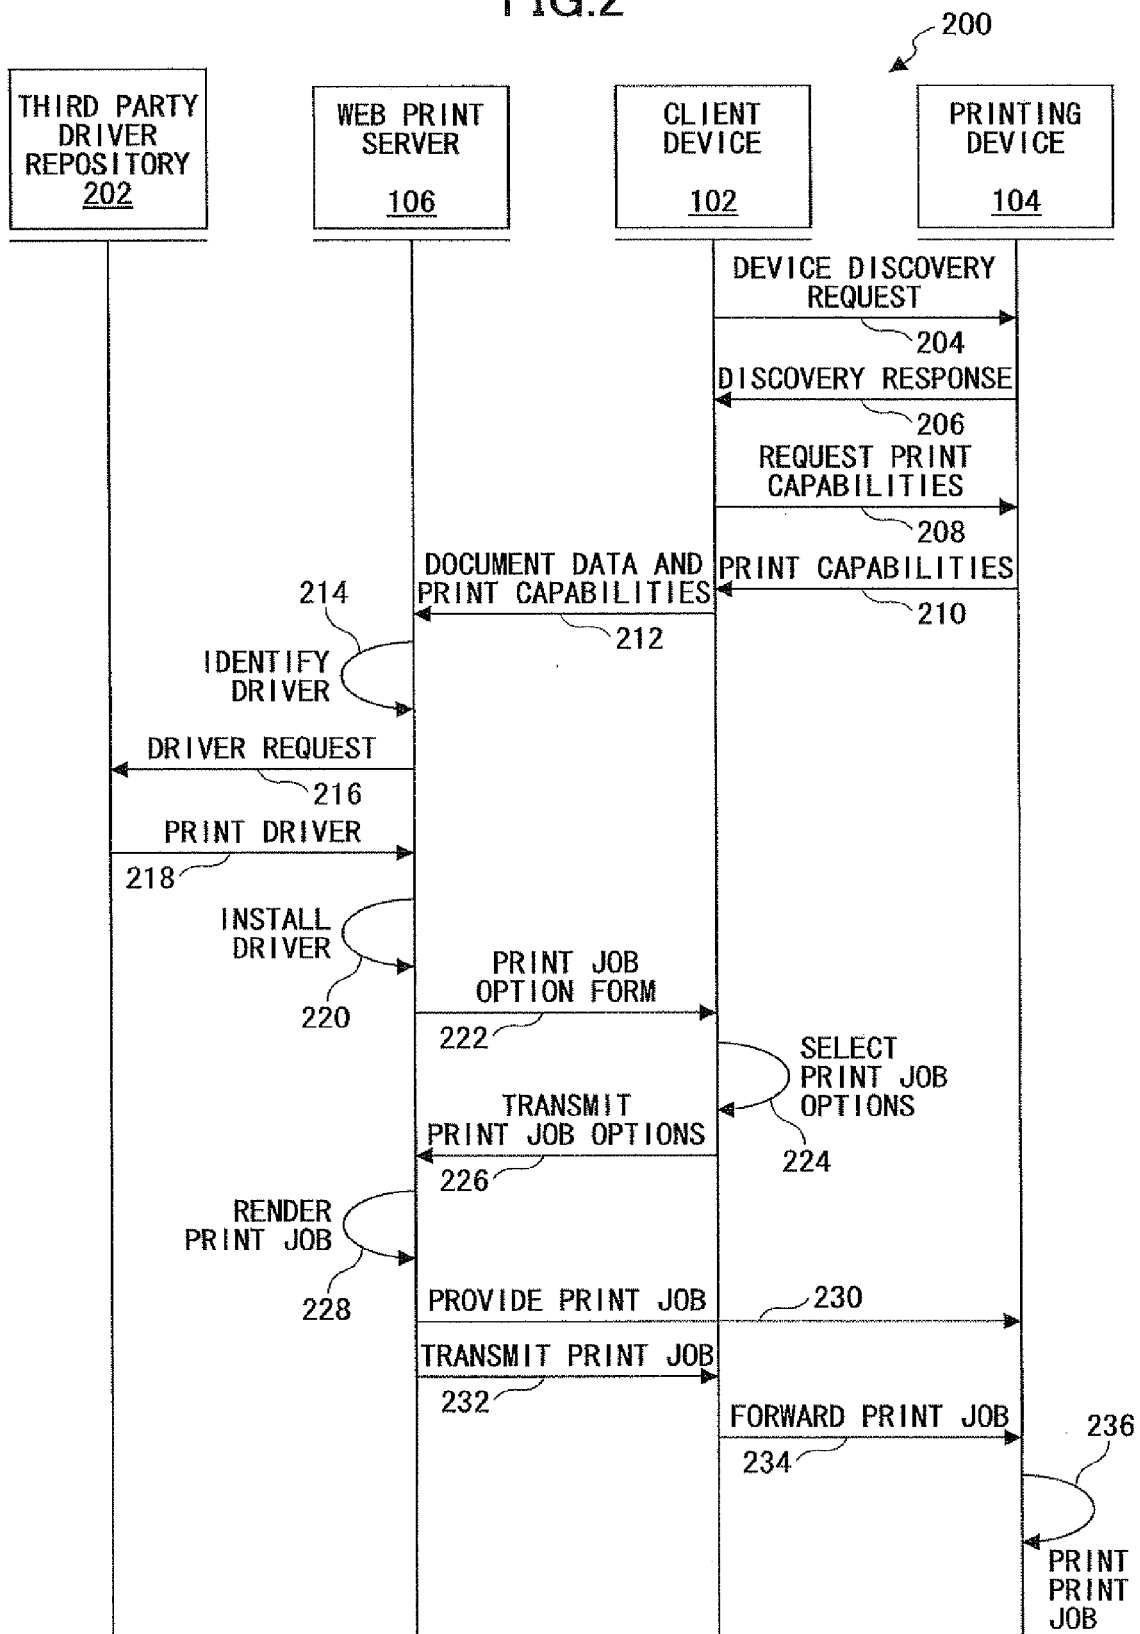 FIG.2
200
THIRD PARTY
DRIVER
REPOSITORY
202
WEB PRINT
SERVER
106
CLIENT
DEVICE
102
PRINTING
DEVICE
104
DEVICE DISCOVERY
REQUEST
204
DISCOVERY RESPONSE
206
REQUEST PRINT
CAPABILITIES
208
PRINT CAPABILITIES
210
DOCUMENT DATA AND
PRINT CAPABILITIES
212
214
IDENTIFY
DRIVER
DRIVER REQUEST
216
PRINT DRIVER
218
INSTALL
DRIVER
220
PRINT JOB
OPTION FORM
222
SELECT
PRINT JOB
OPTIONS
224
TRANSMIT
PRINT JOB OPTIONS
226
RENDER
PRINT JOB
228
PROVIDE PRINT JOB
230
TRANSMIT PRINT JOB
232
FORWARD PRINT JOB
234
236
PRINT
PRINT
JOB